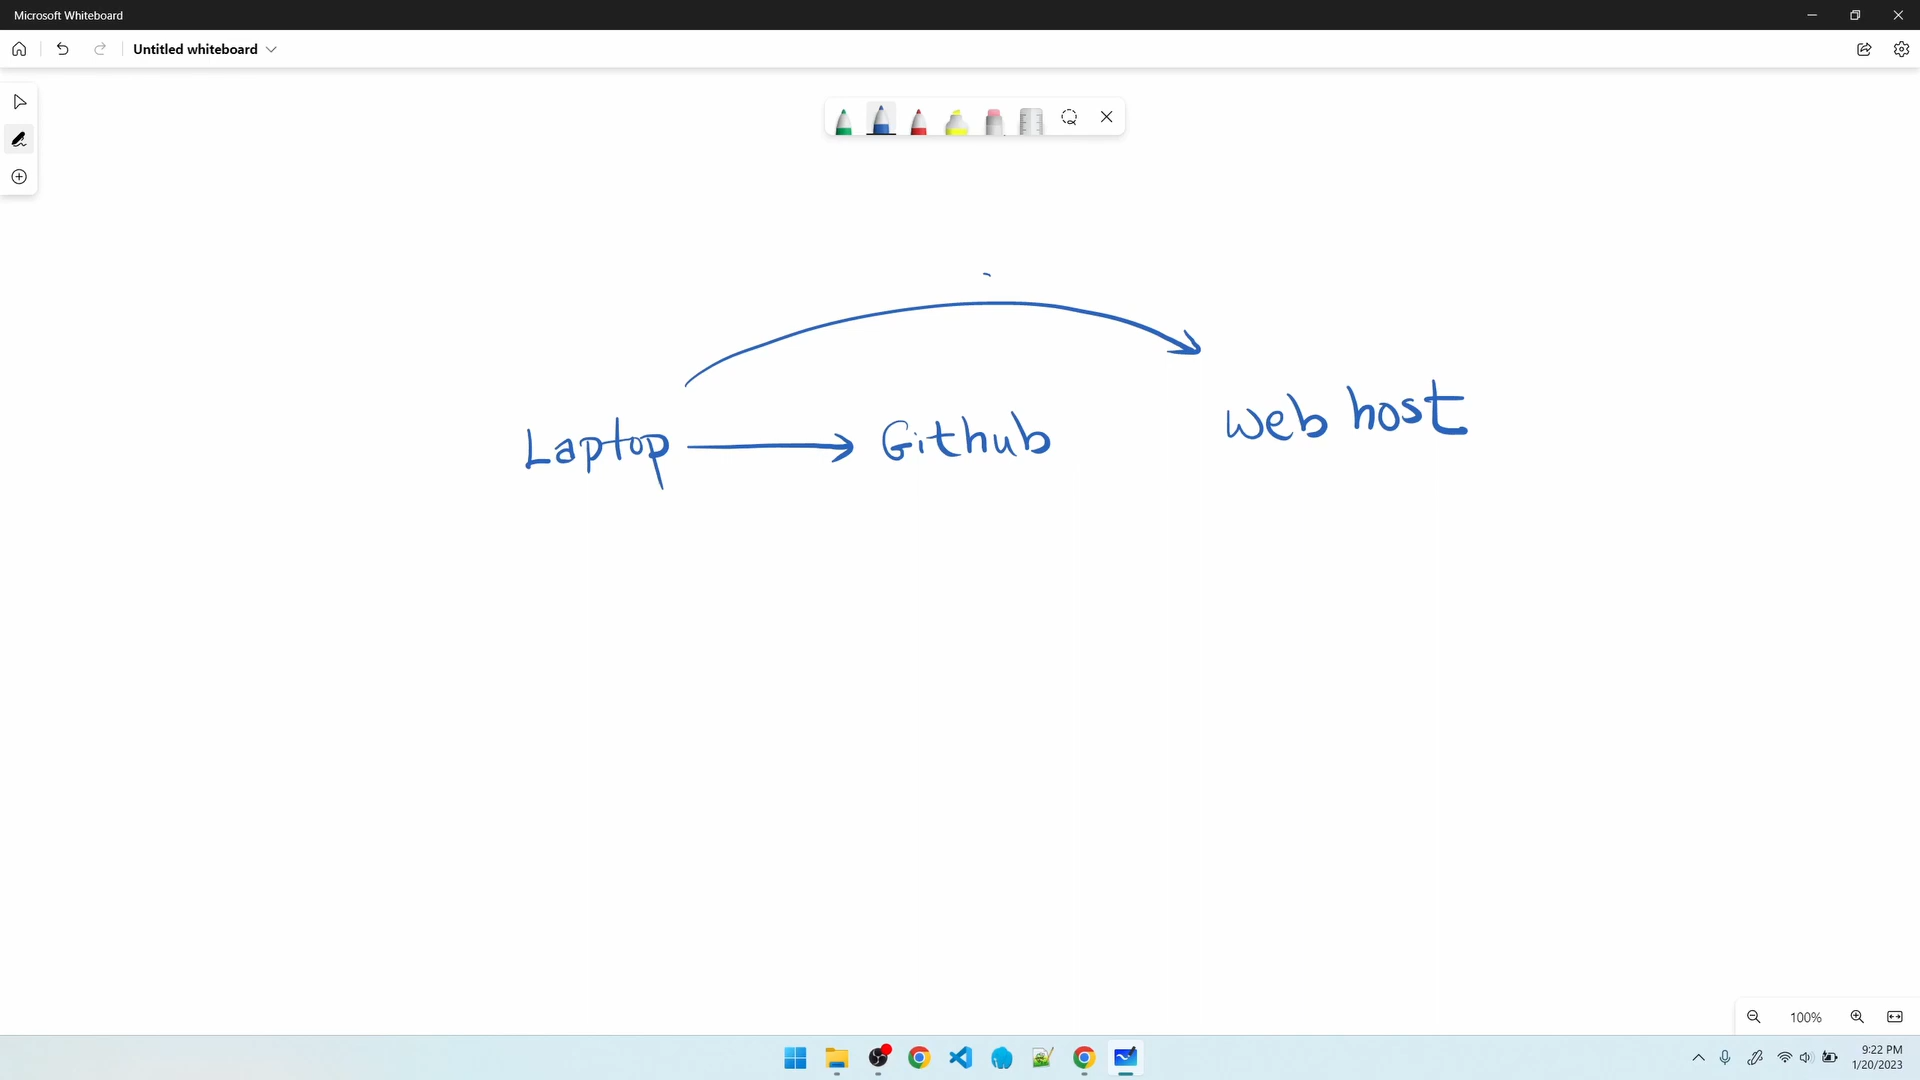 Microsoft Whiteboard
Untitled whiteboard
Laptop Github Web host
100%
9:22 PM
1/20/2023